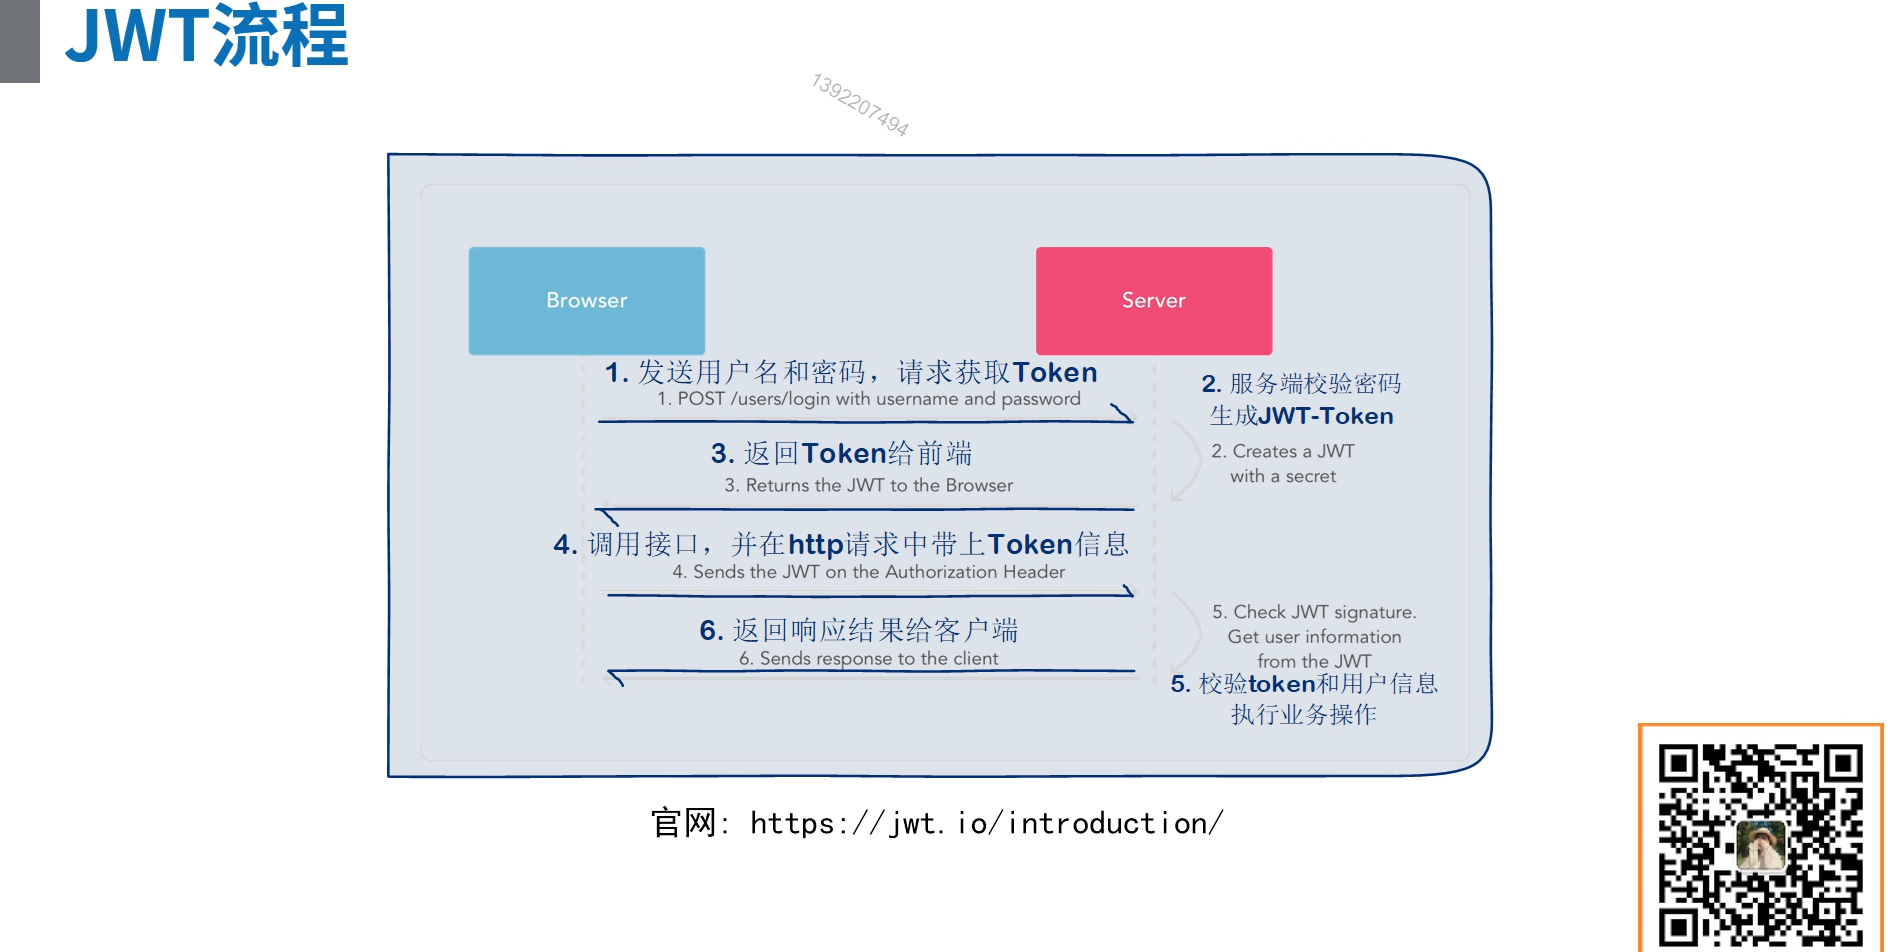 JWT流程
1392207494
Browser
Server
1. 发送用户名和密码，请求获取Token
1. POST /users/login with username and password
2. 服务端校验密码
生成JWT-Token
2. Creates a JWT
with a secret
3. 返回Token给前端
3. Returns the JWT to the Browser
4. 调用接口，并在http请求中带上Token信息
4. Sends the JWT on the Authorization Header
5. Check JWT signature.
Get user information
from the JWT
5. 校验token和用户信息
执行业务操作
6. 返回响应结果给客户端
6. Sends response to the client
官网: https://jwt.io/introduction/